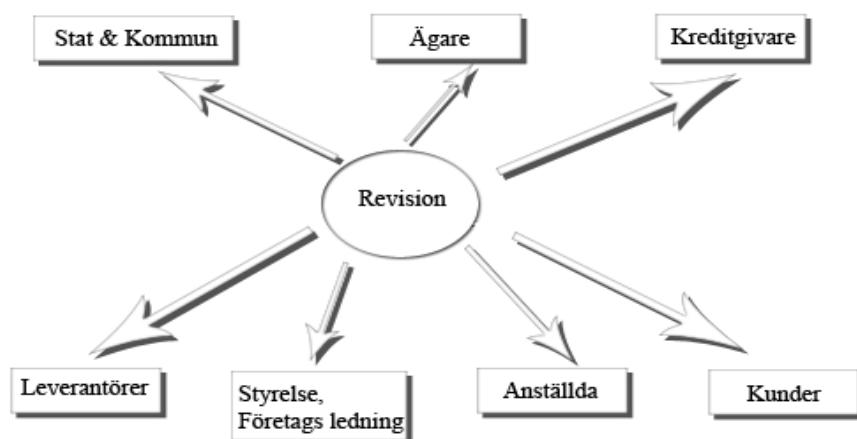 Stat & Kommun
Ägare
Kreditgivare
Revision
Leverantörer
Styrelse,
Företags ledning
Anställda
Kunder